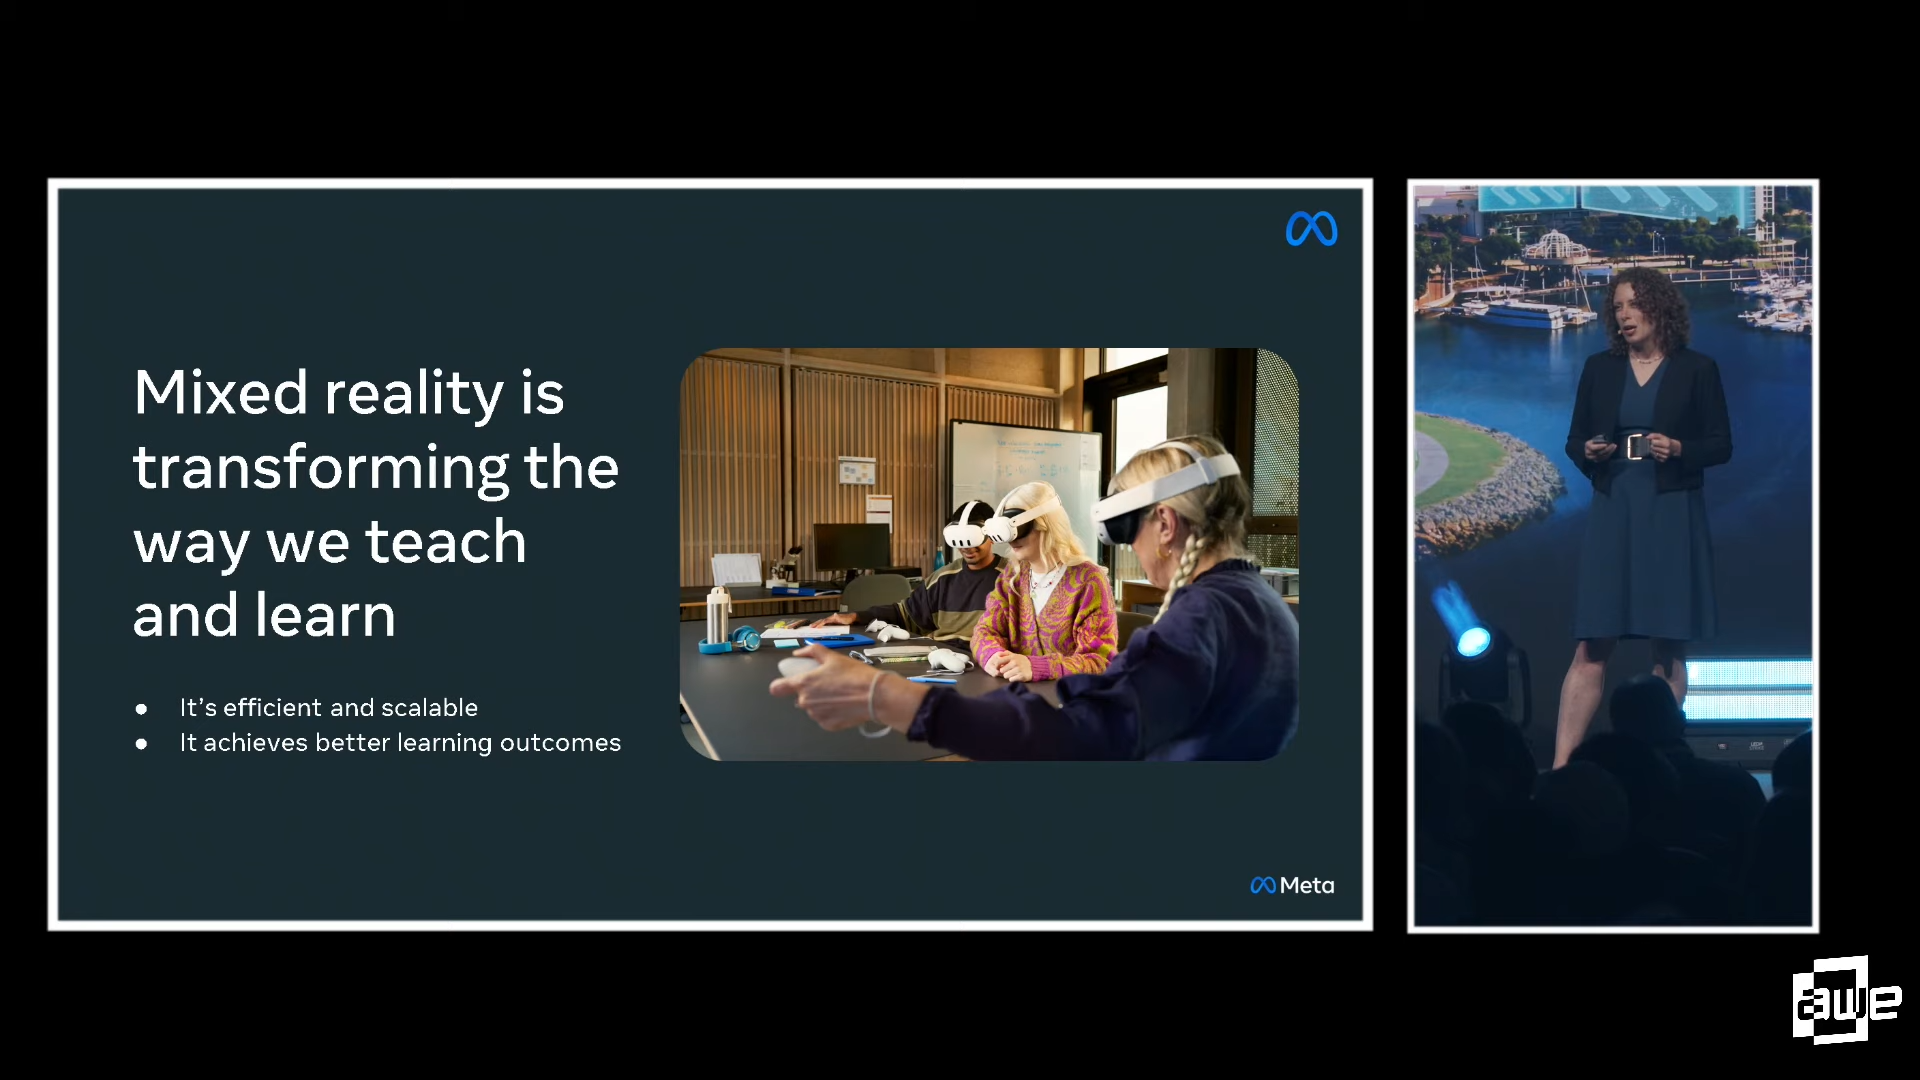 Mixed reality is
transforming the
way we teach
and learn
● It's efficient and scalable
● It achieves better learning outcomes
Meta
awe